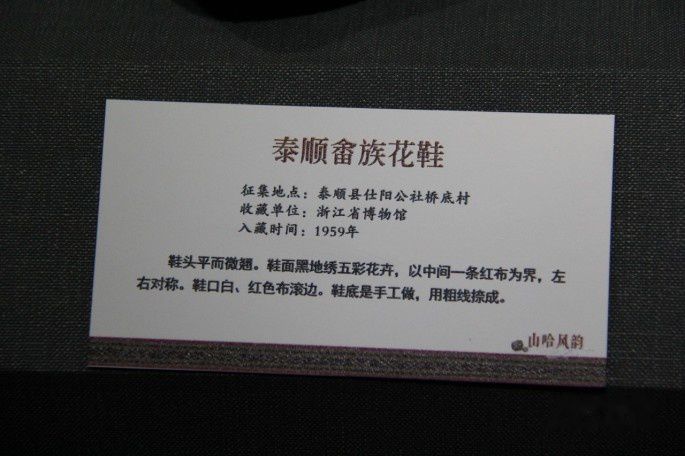 泰顺畲族花鞋
征集地点：泰顺县仕阳公社桥底村
收藏单位：浙江省博物馆
入藏时间：1959年
鞋头平而微翘。鞋面黑地绣五彩花卉，以中间一条红布为界，左
右对称。鞋口白、红色布滚边。鞋底是手工做，用粗线捺成。
山哈风韵